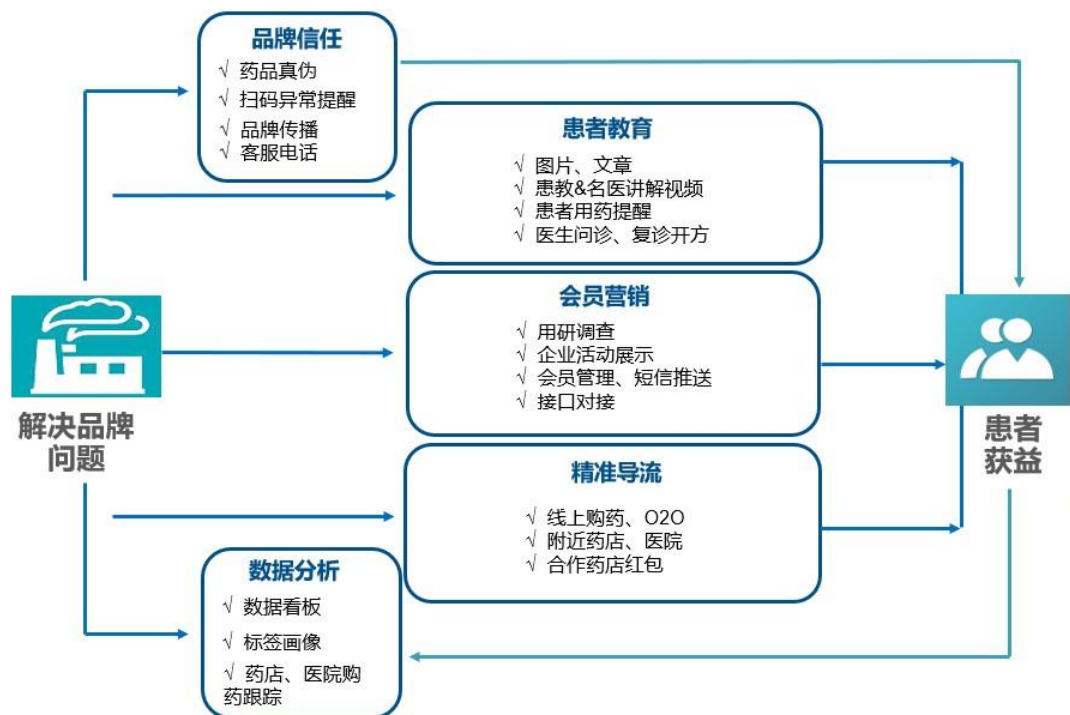 品牌信任
√ 药品真伪
√ 扫码异常提醒
√ 品牌传播
√ 客服电话
患者教育
√ 图片、文章
√ 患教&名医讲解视频
√ 患者用药提醒
√ 医生问诊、复诊开方
会员营销
√ 用研调查
√ 企业活动展示
√ 会员管理、短信推送
√ 接口对接
解决品牌
问题
患者
获益
精准导流
√ 线上购药、O2O
√ 附近药店、医院
√ 合作药店红包
数据分析
√ 数据看板
√ 标签画像
√ 药店、医院购
药跟踪